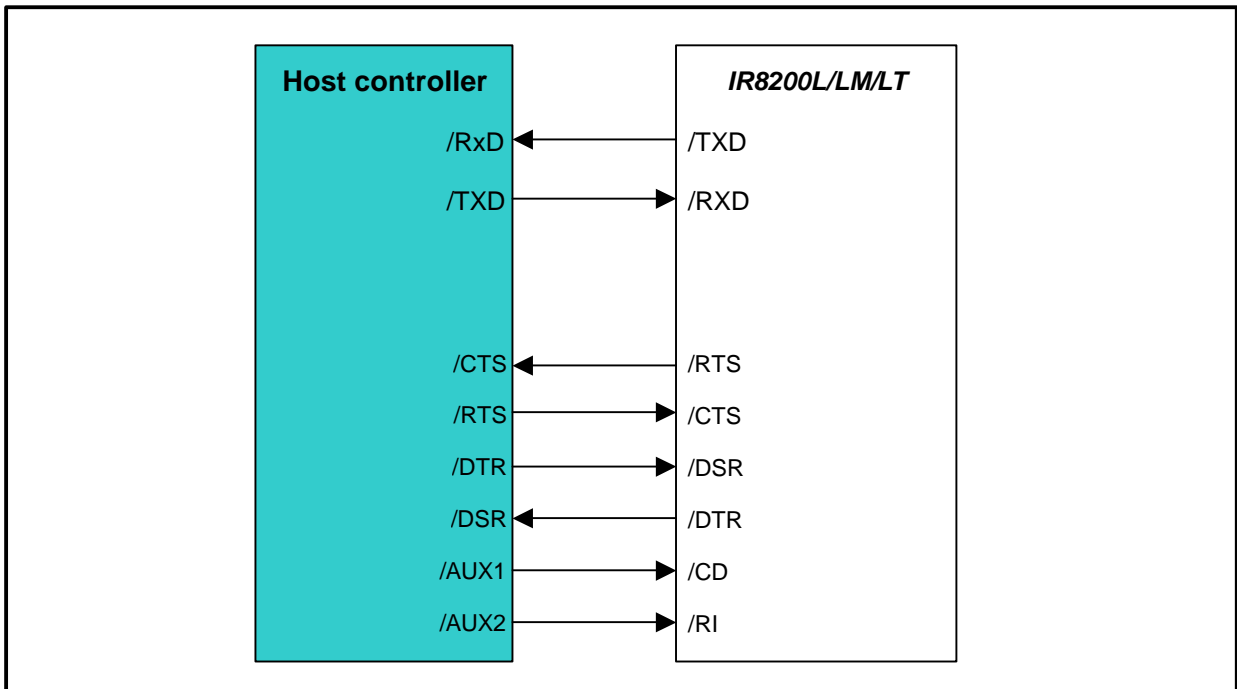 Host controller IR8200L/LM/LT
/RxD /TXD
/TXD /RXD
/CTS /RTS
/RTS /CTS
/DTR /DSR
/DSR /DTR
/AUX1 /CD
/AUX2 /RI